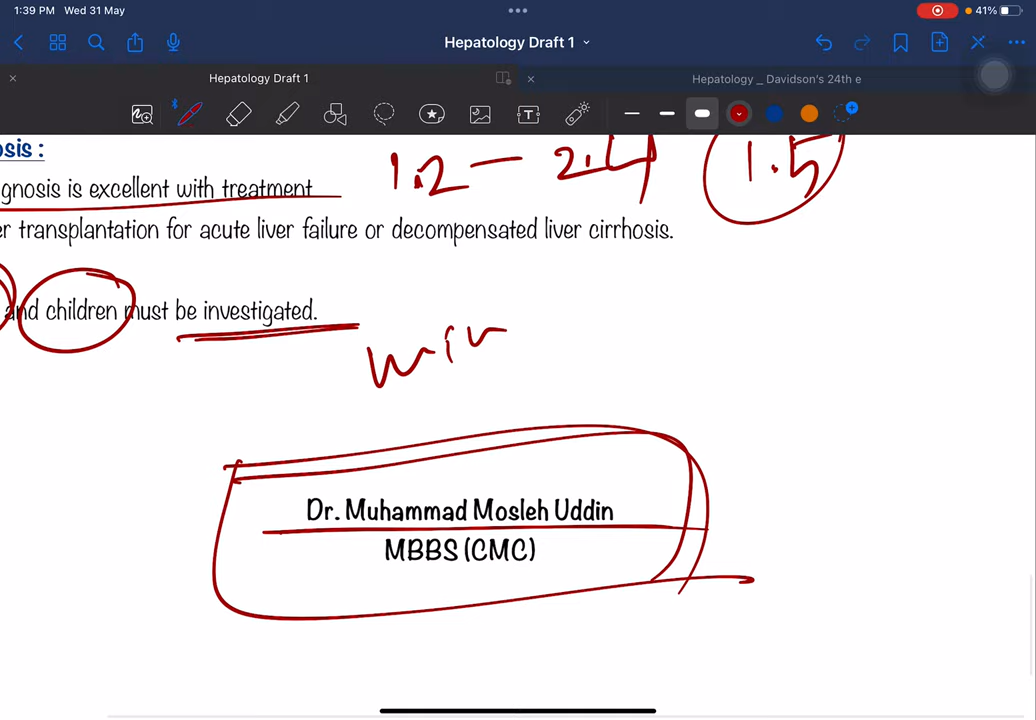 1:39 PM Wed 31 May
41%
Hepatology Draft 1
Hepatology Draft 1
Hepatology _ Davidson's 24th e
osis :
gnosis is excellent with treatment
1.2 — 2.4
1.5
er transplantation for acute liver failure or decompensated liver cirrhosis.
and children must be investigated.
Dr. Muhammad Mosleh Uddin
MBBS (CMC)